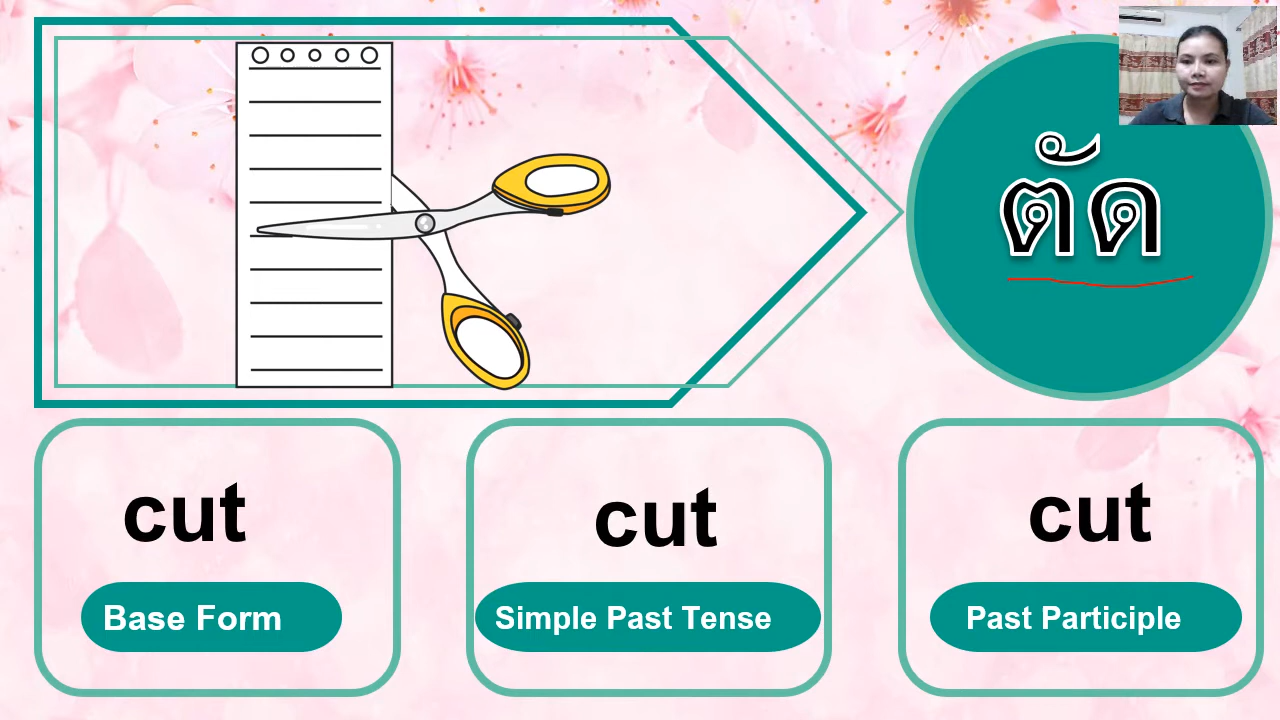 ตัด
cut
cut
cut
Base Form
Simple Past Tense
Past Participle